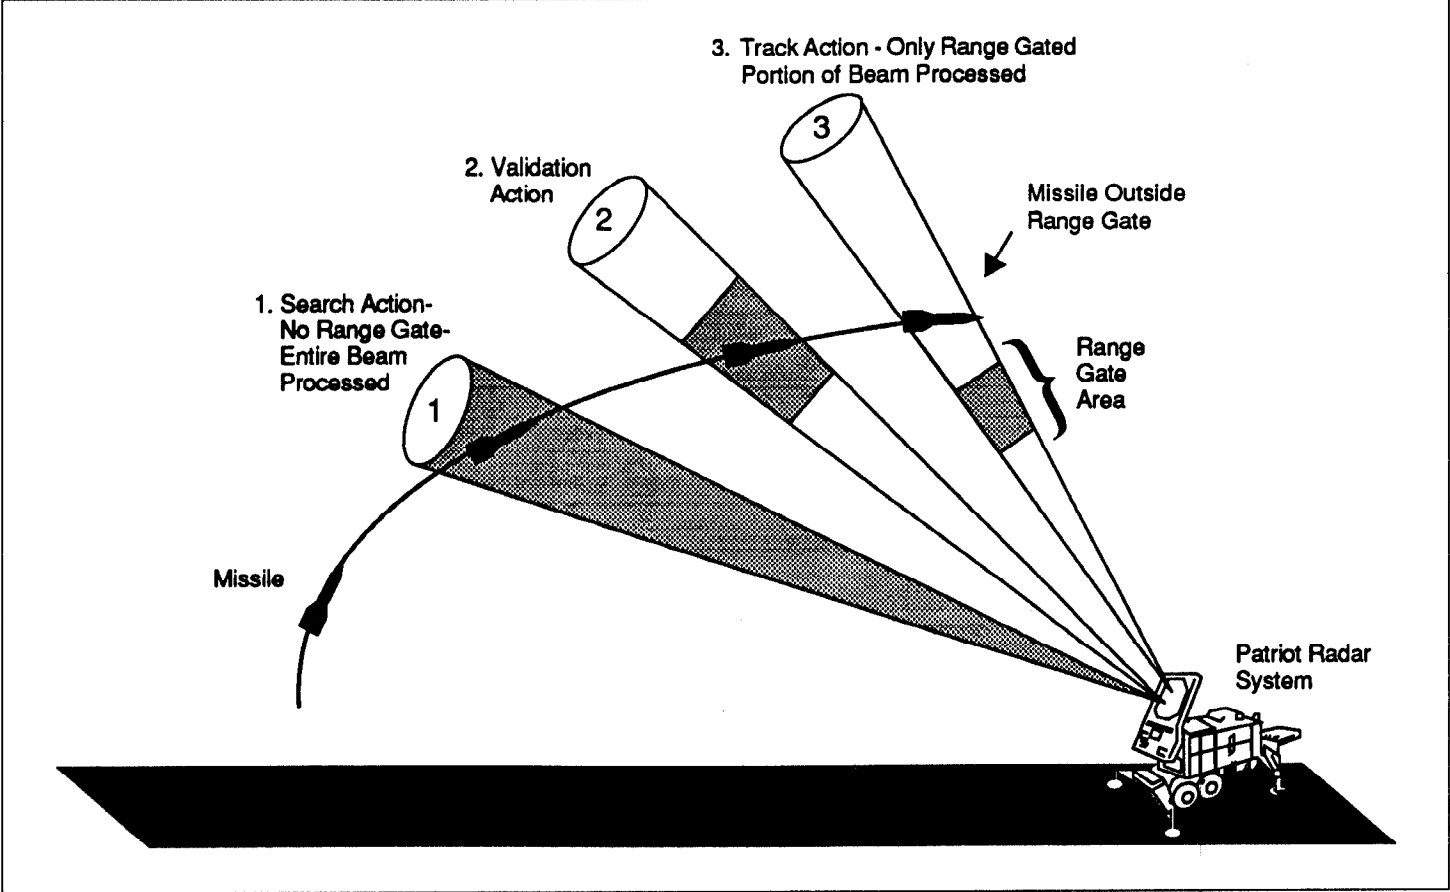 3. Track Action - Only Range Gated
Portion of Beam Processed
3
2. Validation
Action
2
Missile Outside
Range Gate
1. Search Action-
No Range Gate-
Entire Beam
Processed
1
Range
Gate
Area
Missile
Patriot Radar
System